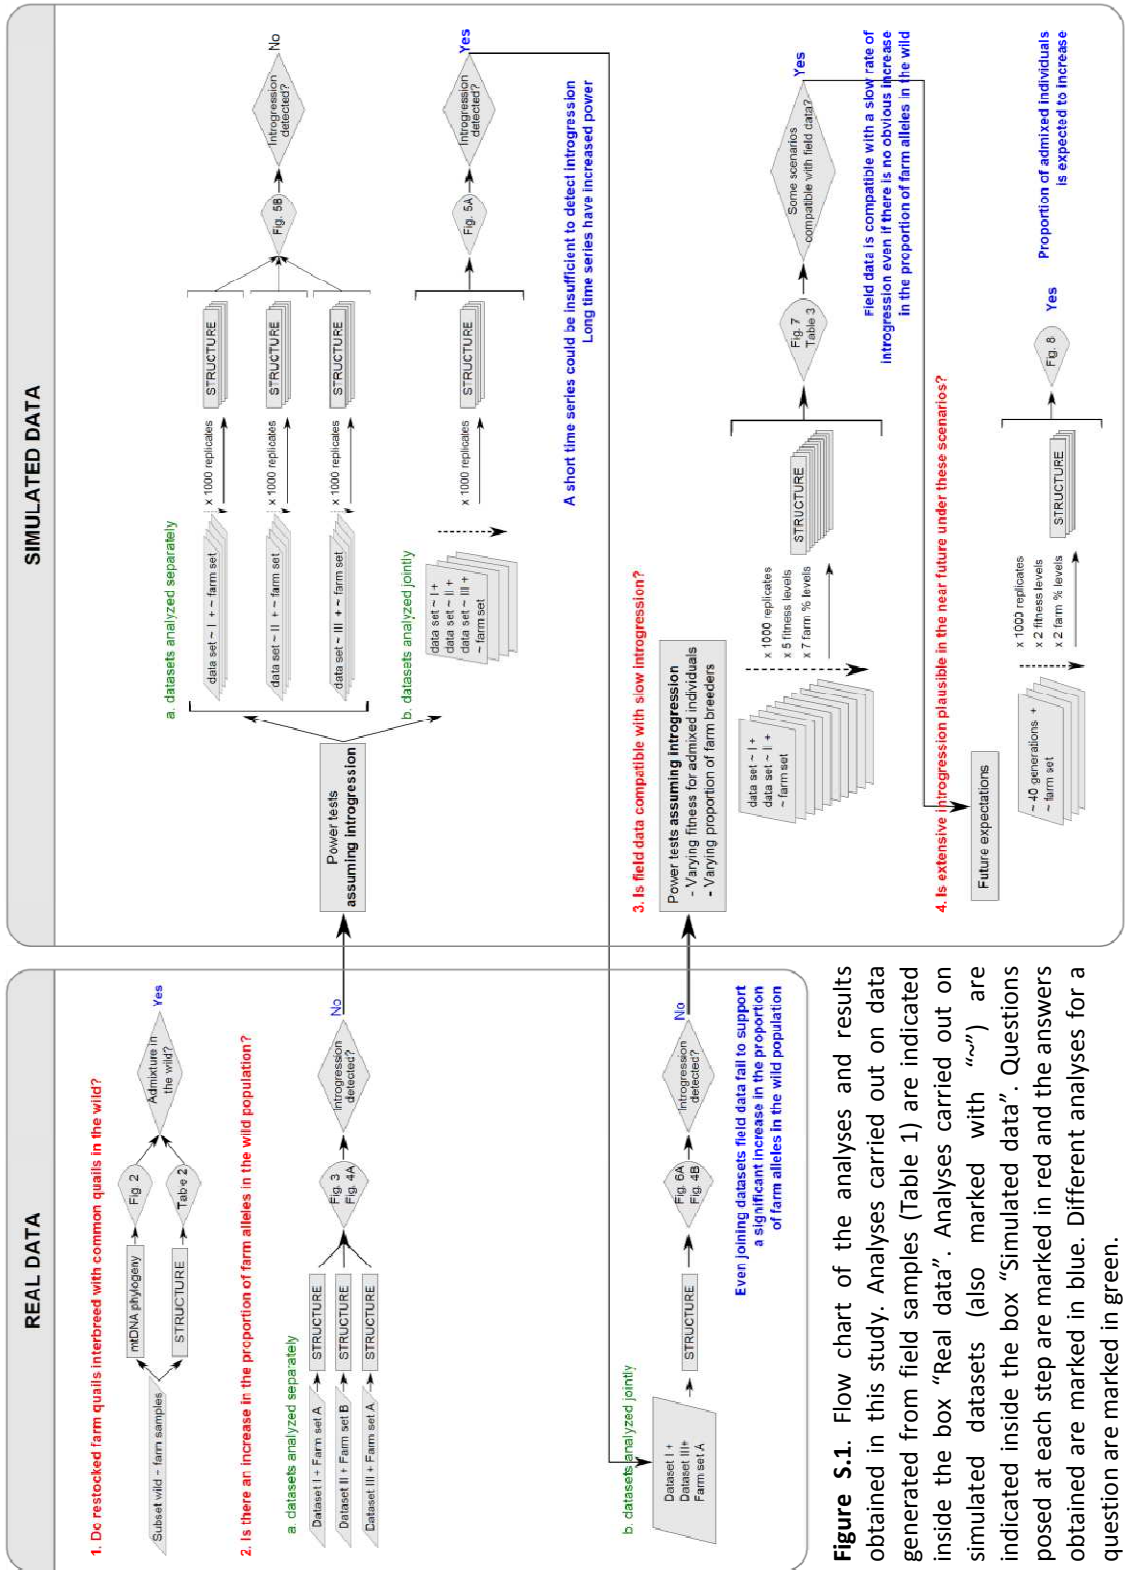 REAL DATA
1. Do restocked farm quails interbreed with common quails in the wild?
Subset wild – farm samples
mtDNA phylogeny
STRUCTURE
Fig. 2
Table 2
Admixture in
the wild?
Yes
2. Is there an increase in the proportion of farm alleles in the wild population?
a. datasets analyzed separately
Dataset I + Farm set A
Dataset II + Farm set B
Dataset III + Farm set A
STRUCTURE
STRUCTURE
STRUCTURE
Fig. 3
Fig. 4A
Introgression
detected?
No
b. datasets analyzed jointly
Dataset I +
Dataset III+
Farm set A
STRUCTURE
Fig. 6A
Fig. 4B
Introgression
detected?
No
Even joining datasets field data fail to support
a significant increase in the proportion
of farm alleles in the wild population
SIMULATED DATA
Power tests
assuming introgression
a. datasets analyzed separately
data set ~ I + ~ farm set
data set ~ II + ~ farm set
data set ~ III + ~ farm set
x 1000 replicates
x 1000 replicates
x 1000 replicates
STRUCTURE
STRUCTURE
STRUCTURE
Fig. 5B
Introgression
detected?
No
b. datasets analyzed jointly
data set ~ I +
data set ~ II +
data set ~ III +
~ farm set
x 1000 replicates
STRUCTURE
Fig. 5A
Introgression
detected?
Yes
A short time series could be insufficient to detect introgression
Long time series have increased power
3. Is field data compatible with slow introgression?
Power tests assuming introgression
- Varying fitness for admixed individuals
- Varying proportion of farm breeders
data set ~ I +
data set ~ II +
~ farm set
x 1000 replicates
x 5 fitness levels
x 7 farm % levels
STRUCTURE
Fig. 7
Table 3
Some scenarios
compatible with field data?
Yes
Field data is compatible with a slow rate of
introgression even if there is no obvious increase
in the proportion of farm alleles in the wild
4. Is extensive introgression plausible in the near future under these scenarios?
Future expectations
~ 40 generations +
~ farm set
x 1000 replicates
x 2 fitness levels
x 2 farm % levels
STRUCTURE
Fig. 8
Yes
Proportion of admixed individuals
is expected to increase
Figure S.1. Flow chart of the analyses and results
obtained in this study. Analyses carried out on data
generated from field samples (Table 1) are indicated
inside the box “Real data”. Analyses carried out on
simulated datasets (also marked with “~”) are
indicated inside the box “Simulated data”. Questions
posed at each step are marked in red and the answers
obtained are marked in blue. Different analyses for a
question are marked in green.